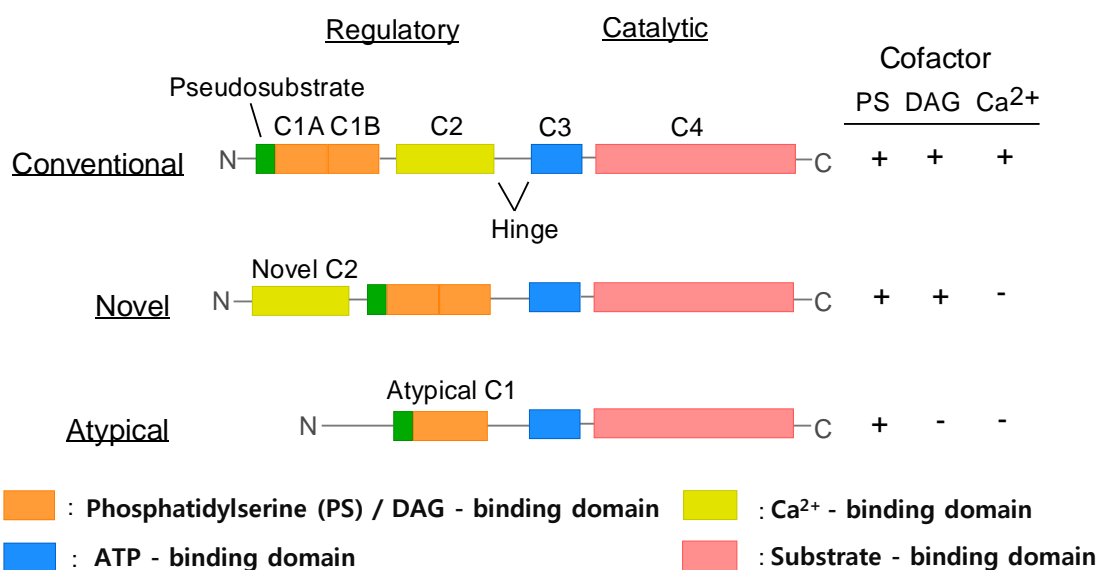 Regulatory Catalytic
Cofactor
Pseudosubstrate
PS DAG Ca2+
C1A C1B C2 C3 C4
Conventional N C + + +
Hinge
Novel C2
Novel N C + + -
Atypical C1
Atypical N C + - -
: Phosphatidylserine (PS) / DAG - binding domain : Ca²⁺ - binding domain
: ATP - binding domain : Substrate - binding domain